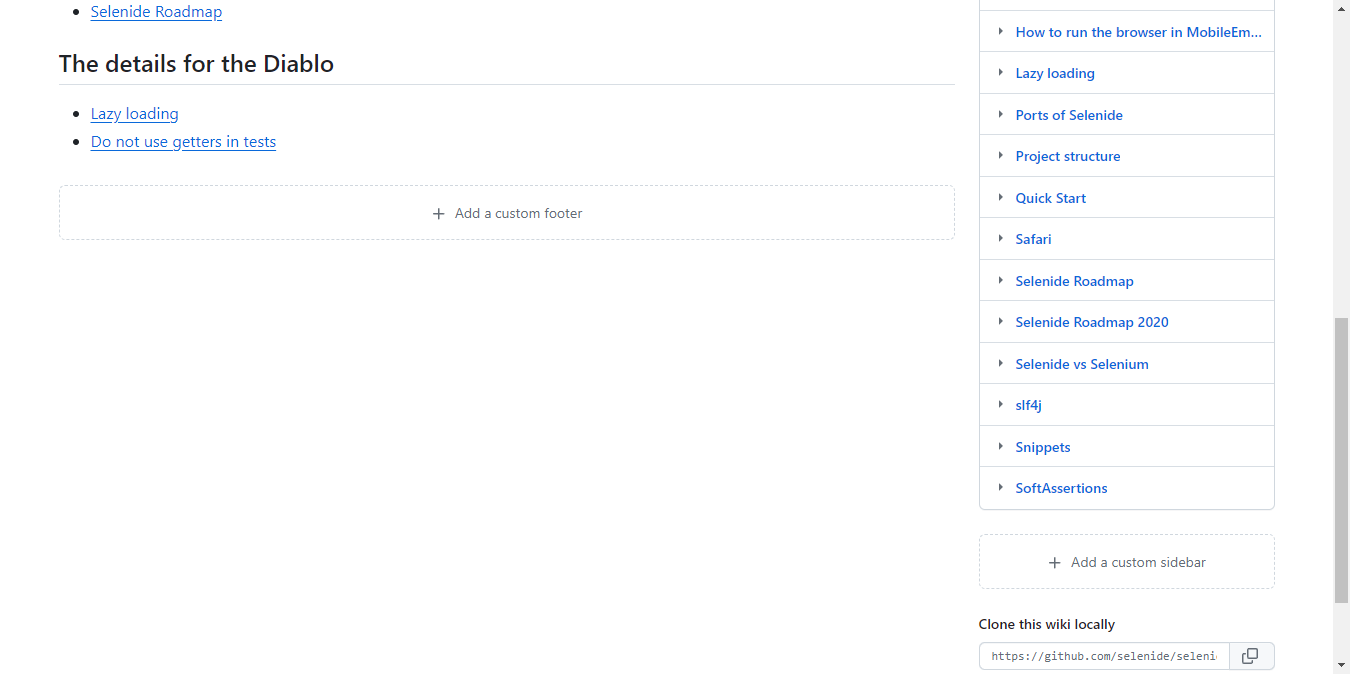 Selenide Roadmap
The details for the Diablo
Lazy loading
Do not use getters in tests
Add a custom footer
How to run the browser in MobileEm...
Lazy loading
Ports of Selenide
Project structure
Quick Start
Safari
Selenide Roadmap
Selenide Roadmap 2020
Selenide vs Selenium
slf4j
Snippets
SoftAssertions
Add a custom sidebar
Clone this wiki locally
https://github.com/selenide/seleni